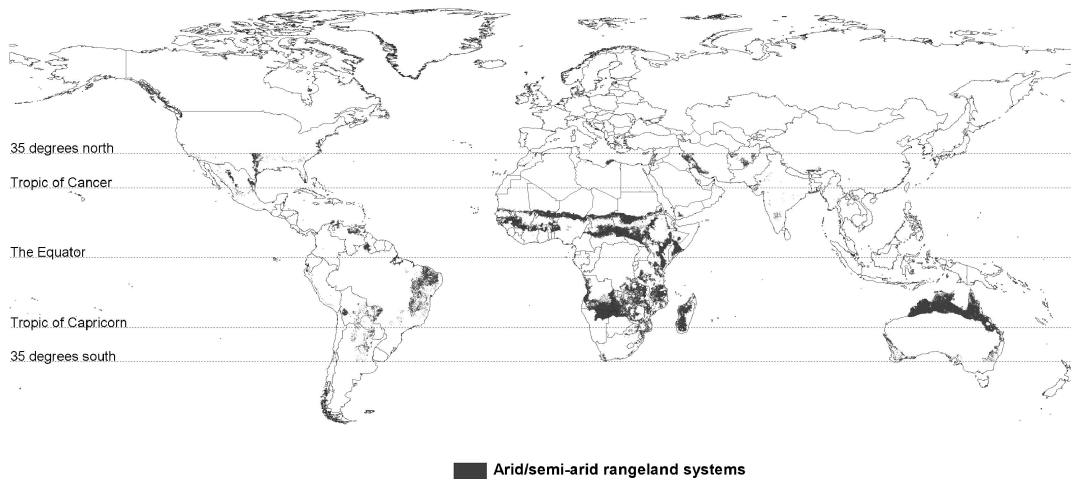 35 degrees north
Tropic of Cancer
The Equator
Tropic of Capricorn
35 degrees south
Arid/semi-arid rangeland systems